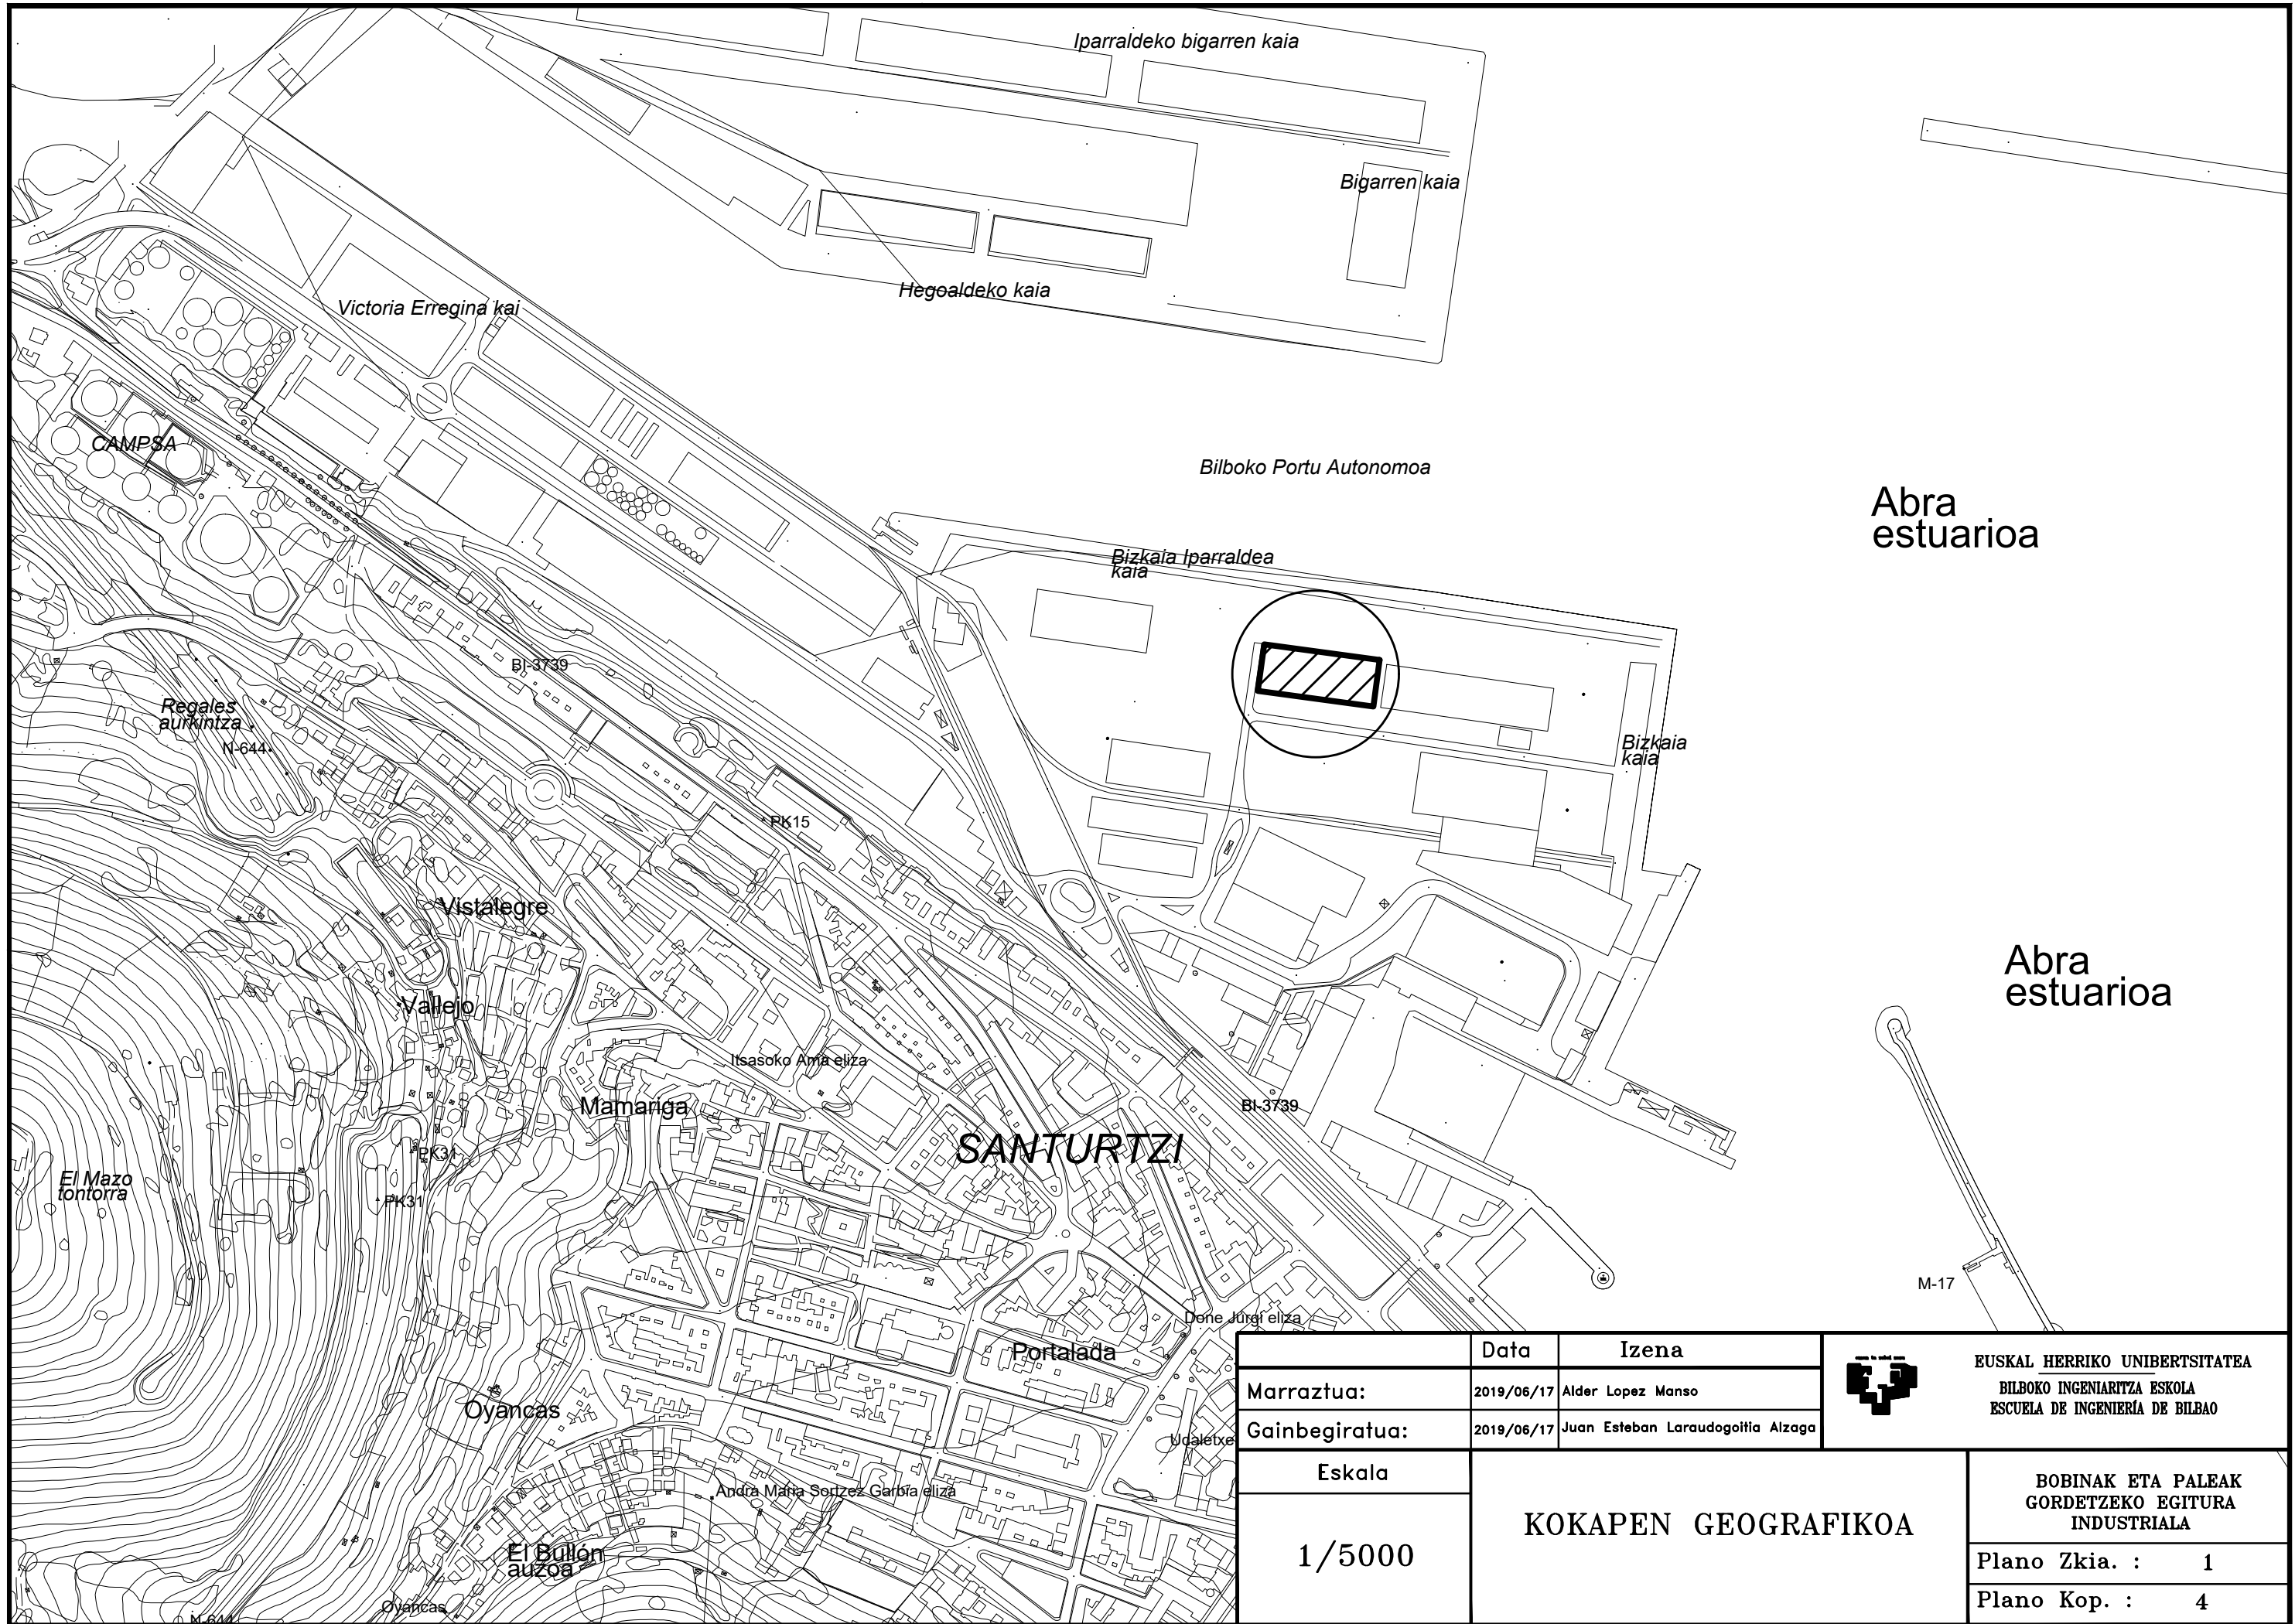 Iparraldeko bigarren kaia
Bigarren kaia
Hegoaldeko kaia
Victoria Erregina kai
CAMPSA
Bilboko Portu Autonomoa
Abra
estuarioa
Bizkaia Iparraldea
kaia
BI-3739
Regales
aurkintza
N-644
Bizkaia
kaia
PK15
Vistalegre
Abra
estuarioa
Vallejo
Itsasoko Ama eliza
Mamariga
BI-3739
SANTURTZI
PK31
El Mazo
tontorra
PK31
M-17
Done Jurgi eliza
Portalada
Oyancas
Udaletxe
Andra Maria Sortzez Garbia eliza
El Bullón
auzoa
Oyancas
N-644
Data
Izena
Marraztua:
2019/06/17
Alder Lopez Manso
Gainbegiratua:
2019/06/17
Juan Esteban Laraudogoitia Alzaga
EUSKAL HERRIKO UNIBERTSITATEA
BILBOKO INGENIARITZA ESKOLA
ESCUELA DE INGENIERÍA DE BILBAO
Eskala
1/5000
KOKAPEN GEOGRAFIKOA
BOBINAK ETA PALEAK
GORDETZEKO EGITURA
INDUSTRIALA
Plano Zkia. : 1
Plano Kop. : 4